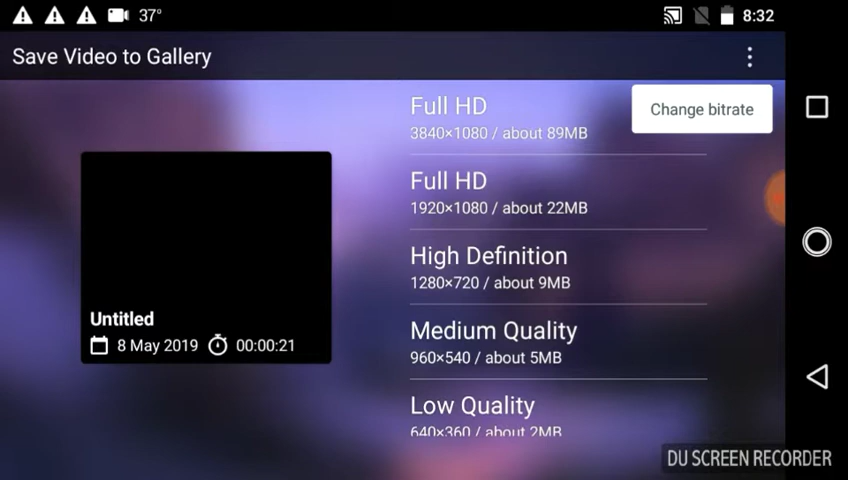 37°
8:32
Save Video to Gallery
Full HD
3840×1080 / about 89MB
Change bitrate
Full HD
1920×1080 / about 22MB
High Definition
1280×720 / about 9MB
Medium Quality
960×540 / about 5MB
Low Quality
640×360 / about 2MB
Untitled
8 May 2019 00:00:21
DU SCREEN RECORDER